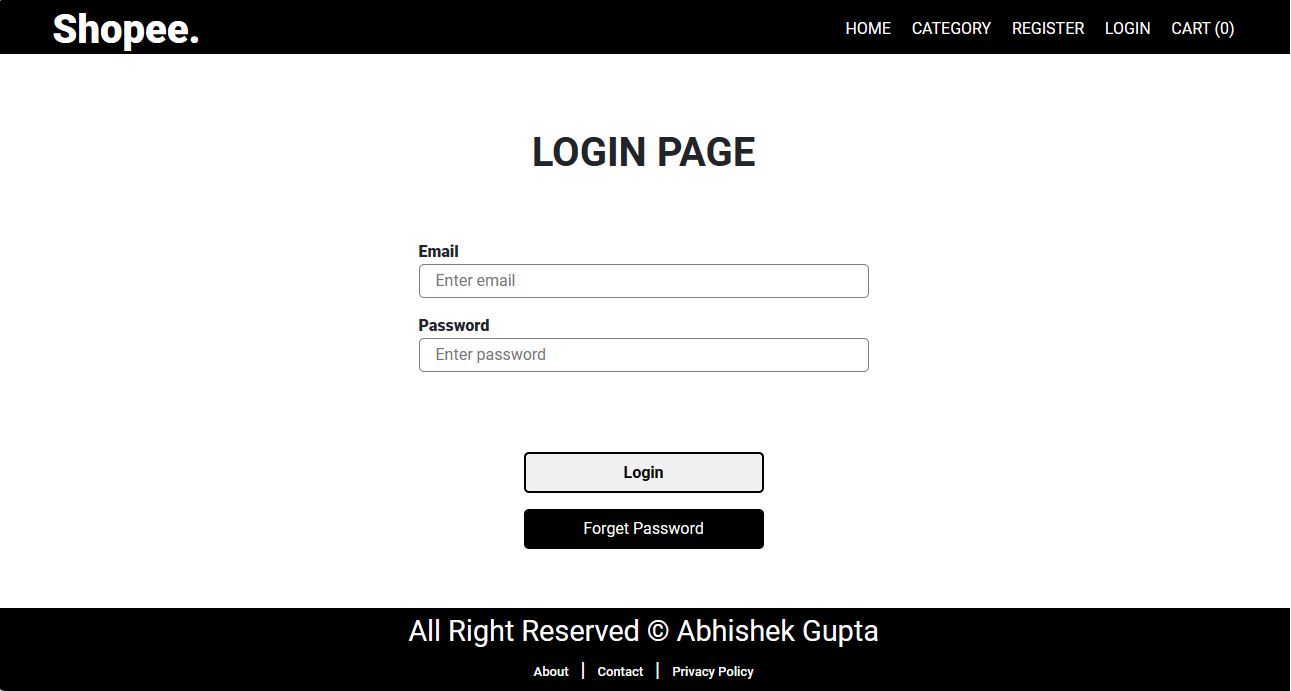 Shopee. HOME CATEGORY REGISTER LOGIN CART (0)
LOGIN PAGE
Email
Enter email
Password
Enter password
Login
Forget Password
All Right Reserved © Abhishek Gupta
About | Contact | Privacy Policy